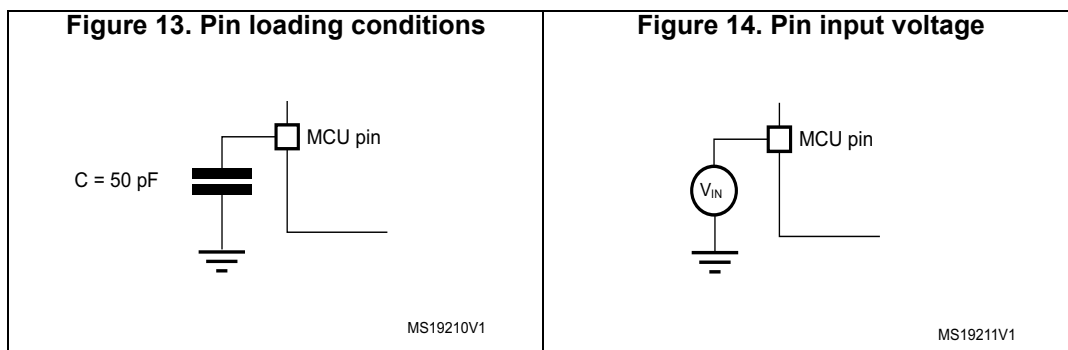 Figure 13. Pin loading conditions
MCU pin
C = 50 pF
MS19210V1
Figure 14. Pin input voltage
MCU pin
VIN
MS19211V1